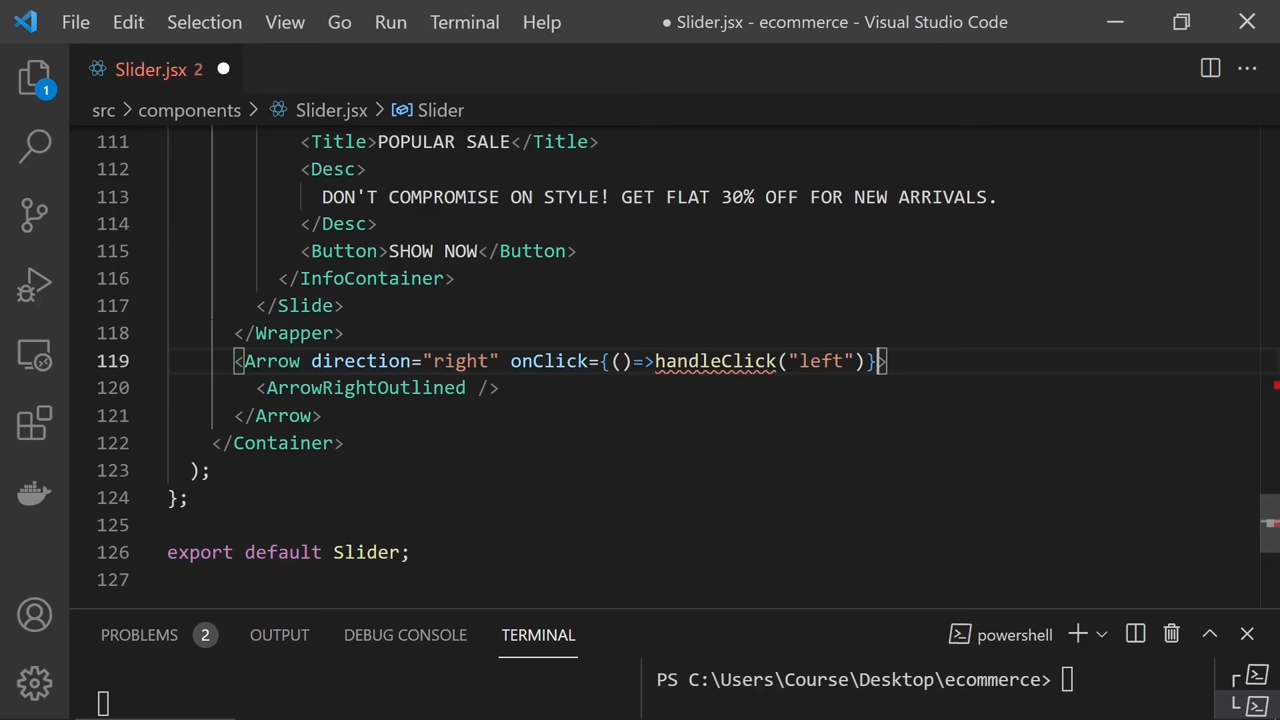 File Edit Selection View Go Run Terminal Help ● Slider.jsx - ecommerce - Visual Studio Code
Slider.jsx 2
src > components > Slider.jsx > Slider
1
111 <Title>POPULAR SALE</Title>
112 <Desc>
113 DON'T COMPROMISE ON STYLE! GET FLAT 30% OFF FOR NEW ARRIVALS.
114 </Desc>
115 <Button>SHOW NOW</Button>
116 </InfoContainer>
117 </Slide>
118 </Wrapper>
119 <Arrow direction="right" onClick={()=>handleClick("left")}>
120 <ArrowRightOutlined />
121 </Arrow>
122 </Container>
123 );
124 };
125
126 export default Slider;
127
PROBLEMS 2 OUTPUT DEBUG CONSOLE TERMINAL powershell
PS C:\Users\Course\Desktop\ecommerce>